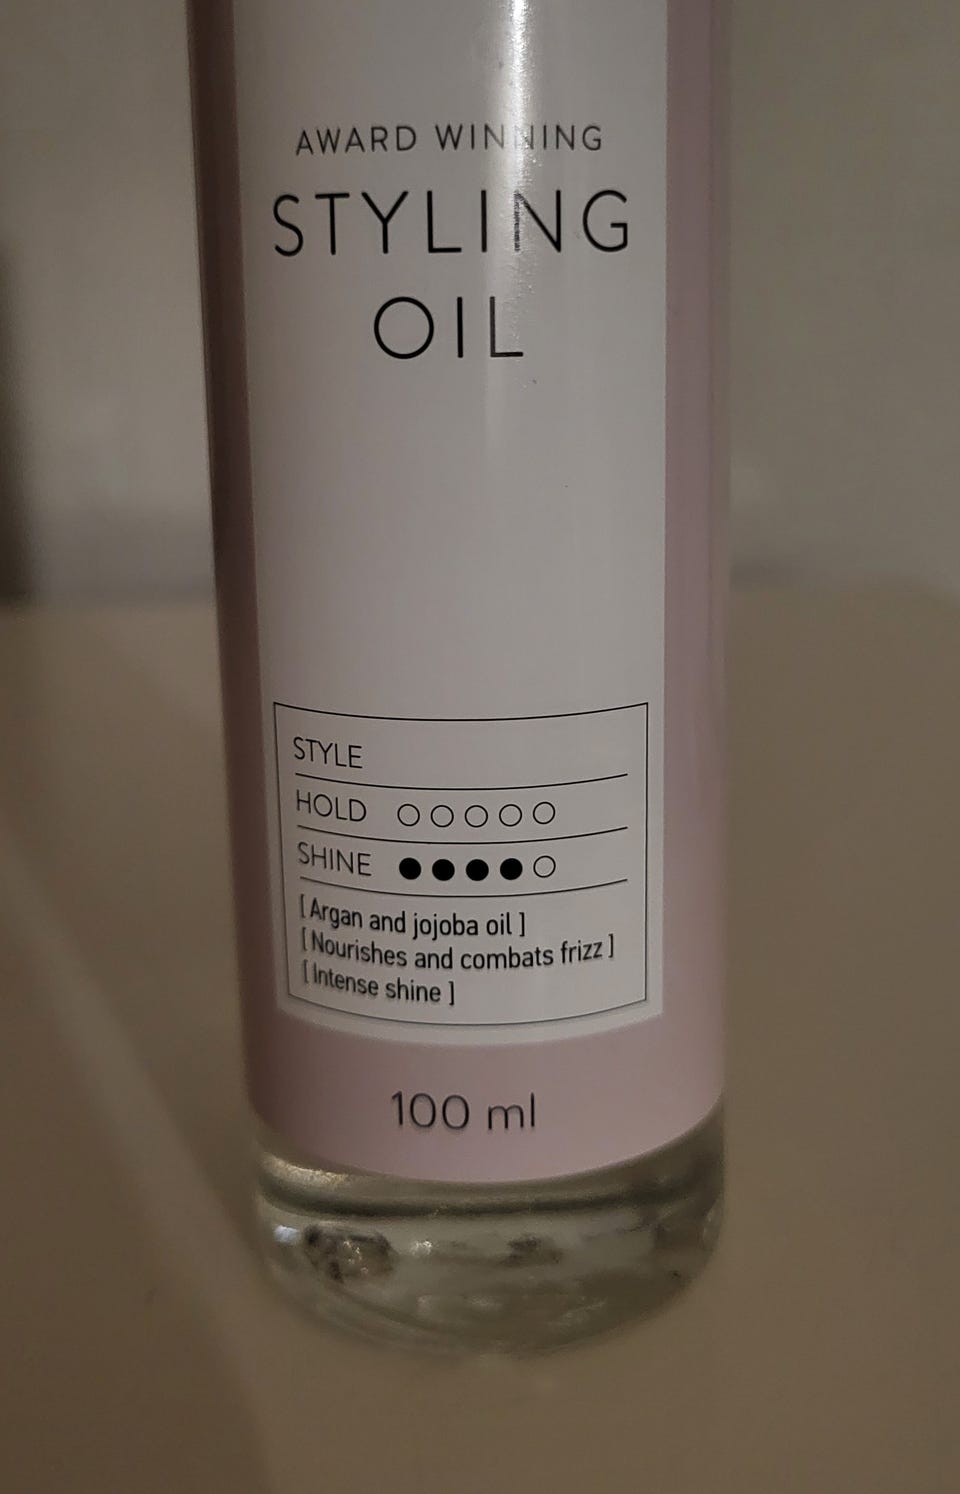 AWARD WINNING
STYLING
OIL
STYLE
HOLD ○○○○○
SHINE ●●●●○
[ Argan and jojoba oil ]
[ Nourishes and combats frizz ]
[ Intense shine ]
100 ml